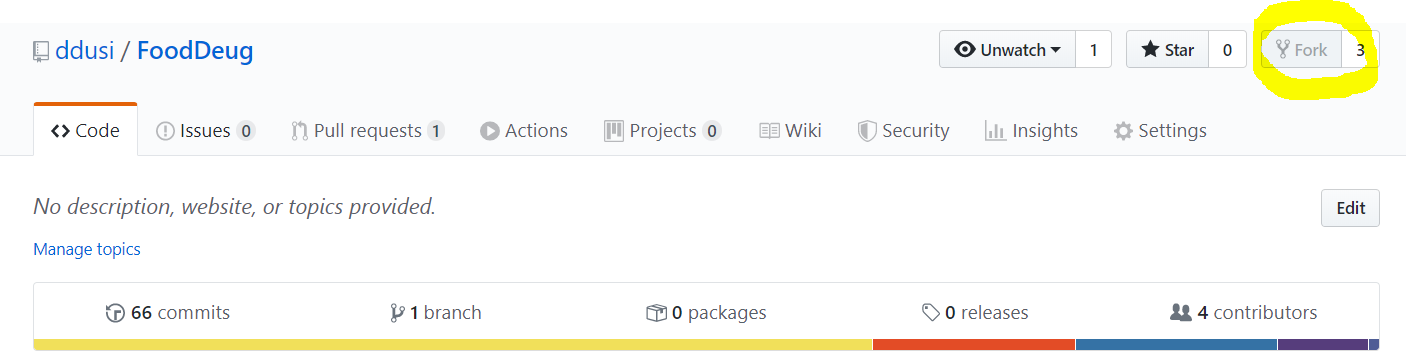 ddusi / FoodDeug Unwatch 1 Star 0 Fork 3
Code Issues 0 Pull requests 1 Actions Projects 0 Wiki Security Insights Settings
No description, website, or topics provided. Edit
Manage topics
66 commits 1 branch 0 packages 0 releases 4 contributors